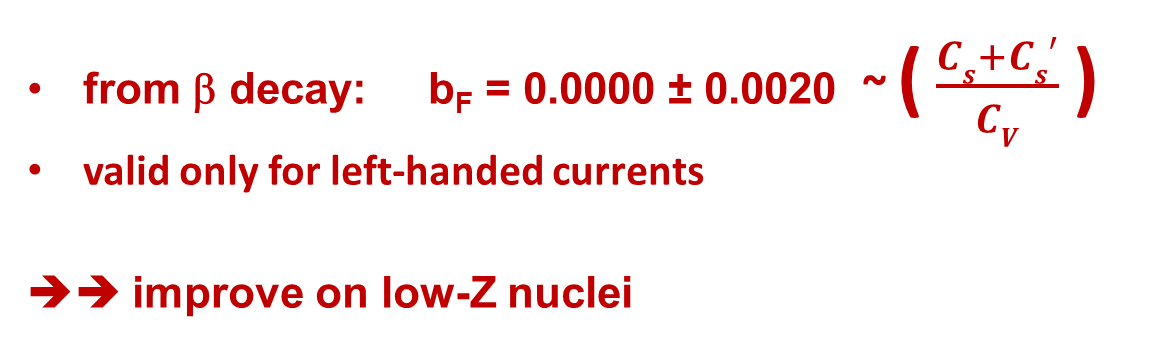 • from β decay: b_F = 0.0000 ± 0.0020 ~ ( (C_s+C_s′)/C_V )
• valid only for left-handed currents
➔➔ improve on low-Z nuclei